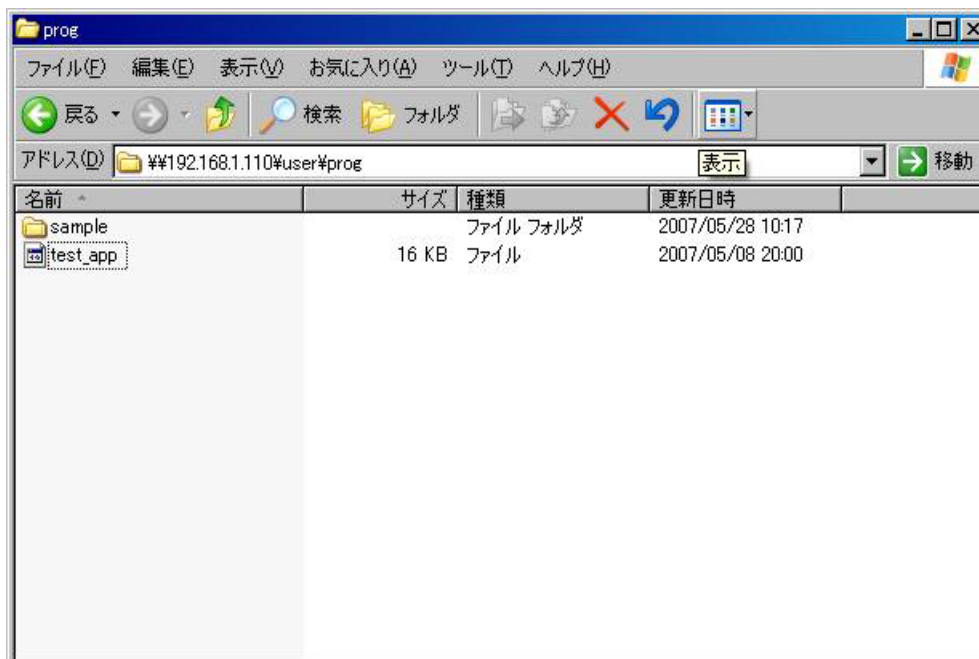 prog
ファイル(F) 編集(E) 表示(V) お気に入り(A) ツール(T) ヘルプ(H)
戻る 検索 フォルダ
アドレス(D) ¥¥192.168.1.110¥user¥prog 表示 移動
名前 サイズ 種類 更新日時
sample ファイル フォルダ 2007/05/28 10:17
test_app 16 KB ファイル 2007/05/08 20:00